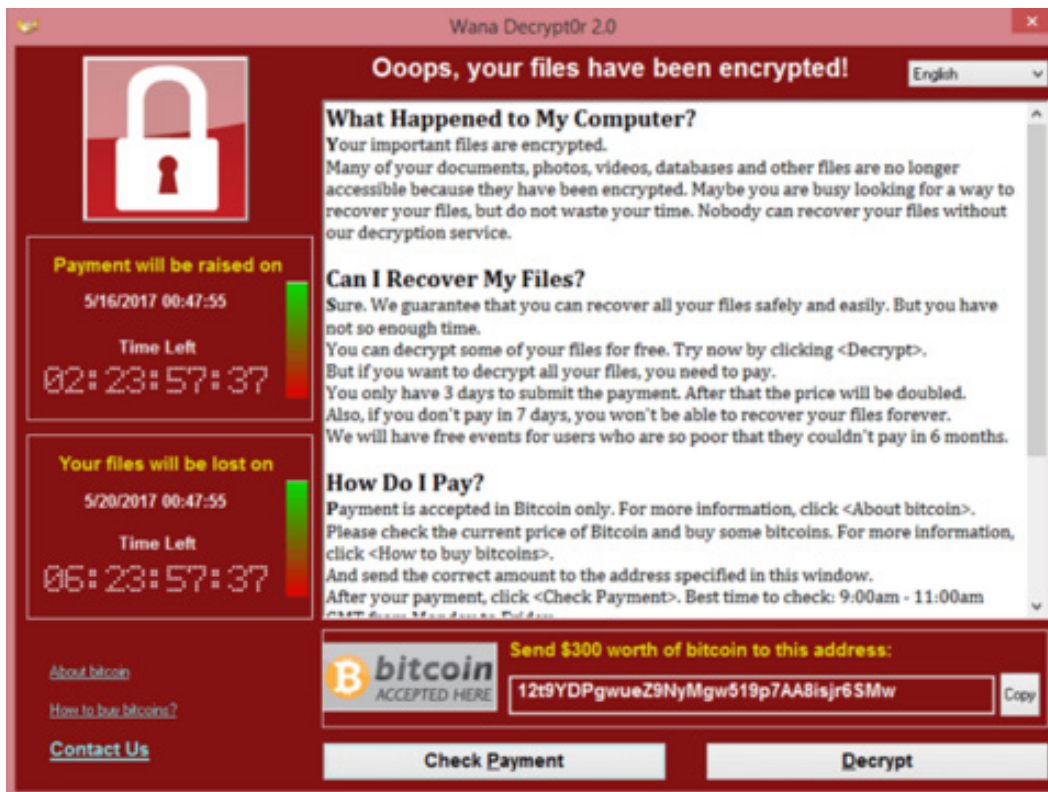 Wana Decrypt0r 2.0
Ooops, your files have been encrypted!
English
What Happened to My Computer?
Your important files are encrypted.
Many of your documents, photos, videos, databases and other files are no longer
accessible because they have been encrypted. Maybe you are busy looking for a way to
recover your files, but do not waste your time. Nobody can recover your files without
our decryption service.
Can I Recover My Files?
Sure. We guarantee that you can recover all your files safely and easily. But you have
not so enough time.
You can decrypt some of your files for free. Try now by clicking <Decrypt>.
But if you want to decrypt all your files, you need to pay.
You only have 3 days to submit the payment. After that the price will be doubled.
Also, if you don't pay in 7 days, you won't be able to recover your files forever.
We will have free events for users who are so poor that they couldn't pay in 6 months.
How Do I Pay?
Payment is accepted in Bitcoin only. For more information, click <About bitcoin>.
Please check the current price of Bitcoin and buy some bitcoins. For more information,
click <How to buy bitcoins>.
And send the correct amount to the address specified in this window.
After your payment, click <Check Payment>. Best time to check: 9:00am - 11:00am
GMT from Monday to Friday
Payment will be raised on
5/16/2017 00:47:55
Time Left
02:23:57:37
Your files will be lost on
5/20/2017 00:47:55
Time Left
06:23:57:37
About bitcoin
How to buy bitcoins?
Contact Us
bitcoin
ACCEPTED HERE
Send $300 worth of bitcoin to this address:
12t9YDPgwueZ9NyMgw519p7AA8isjr6SMw
Copy
Check Payment
Decrypt